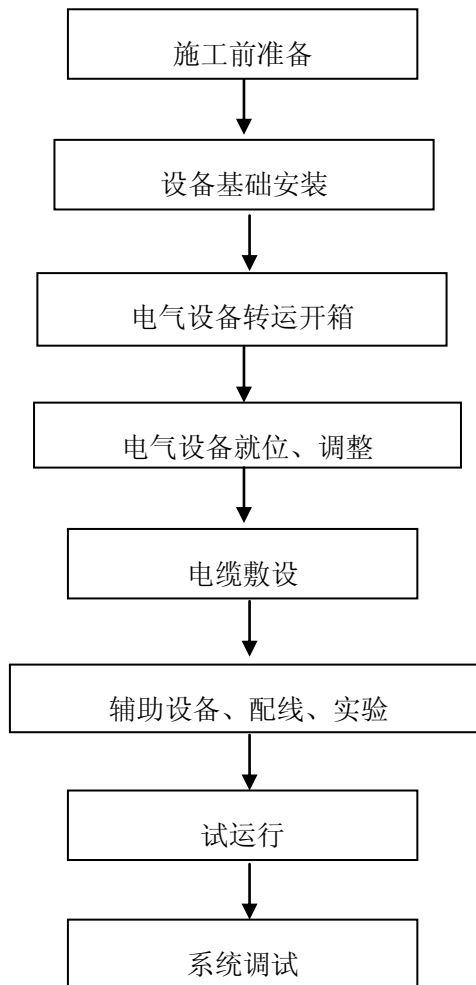 施工前准备
设备基础安装
电气设备转运开箱
电气设备就位、调整
电缆敷设
辅助设备、配线、实验
试运行
系统调试